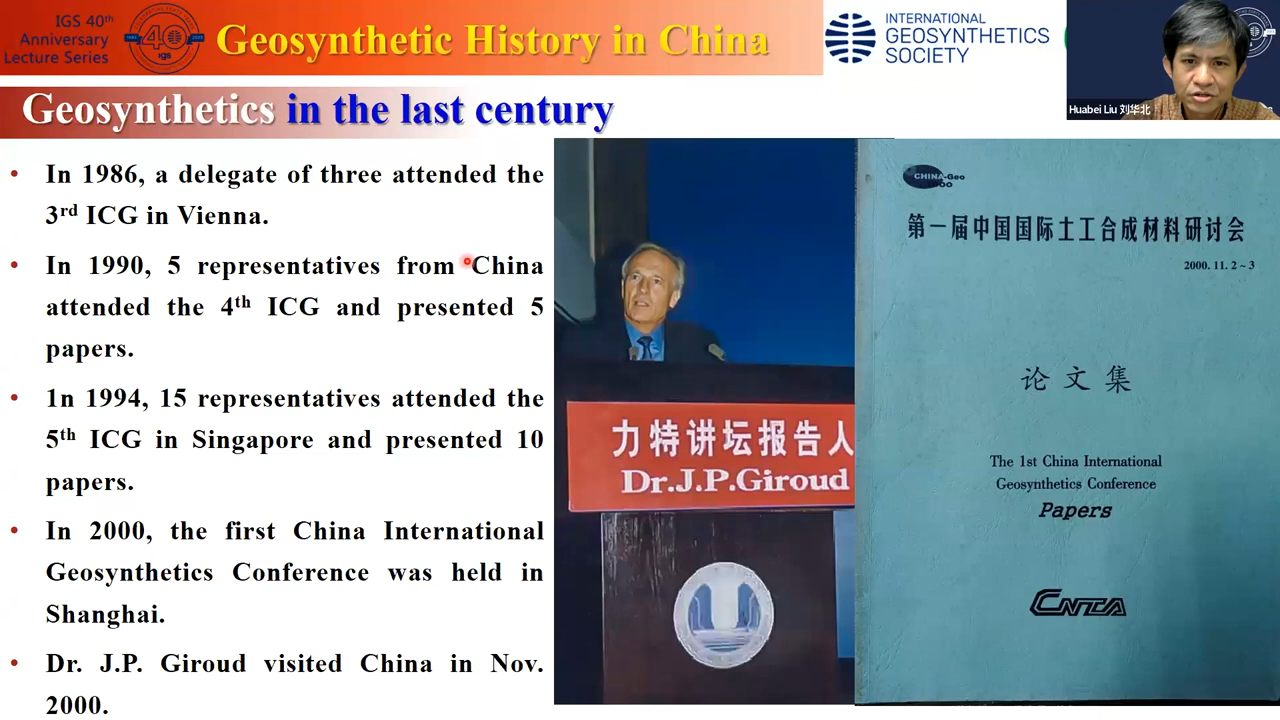 IGS 40th
Anniversary
Lecture Series
40
igs
Geosynthetic History in China
INTERNATIONAL
GEOSYNTHETICS
SOCIETY
Huabei Liu 刘华北
Geosynthetics in the last century
• In 1986, a delegate of three attended the
3rd ICG in Vienna.
• In 1990, 5 representatives from China
attended the 4th ICG and presented 5
papers.
• 1n 1994, 15 representatives attended the
5th ICG in Singapore and presented 10
papers.
• In 2000, the first China International
Geosynthetics Conference was held in
Shanghai.
• Dr. J.P. Giroud visited China in Nov.
2000.
力特讲坛报告人
Dr.J.P.Giroud
CHINA-Geo
第一届中国国际土工合成材料研讨会
2000. 11. 2~3
论文集
The 1st China International
Geosynthetics Conference
Papers
CNTA